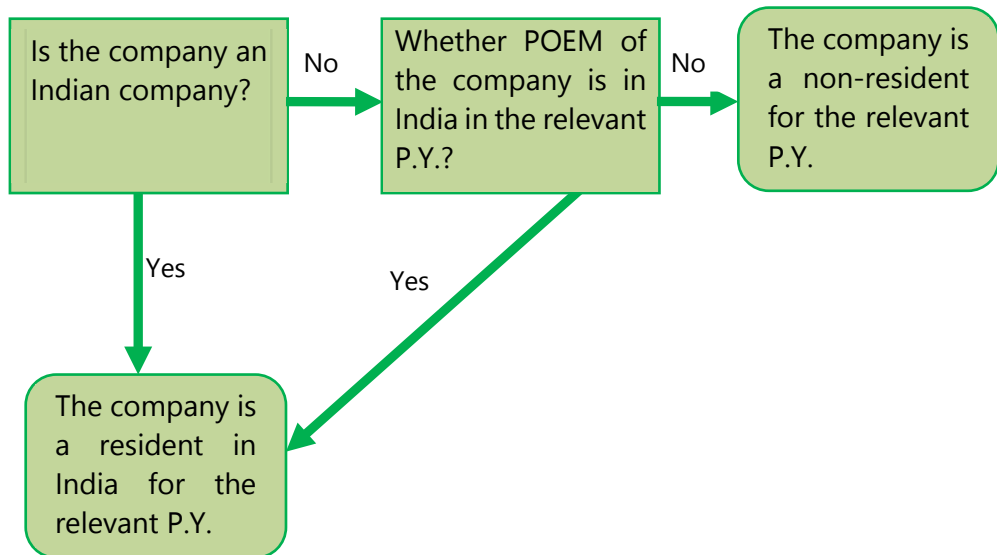 Is the company an
Indian company?
No
Whether POEM of
the company is in
India in the relevant
P.Y.?
No
The company is
a non-resident
for the relevant
P.Y.
Yes
Yes
The company is
a resident in
India for the
relevant P.Y.